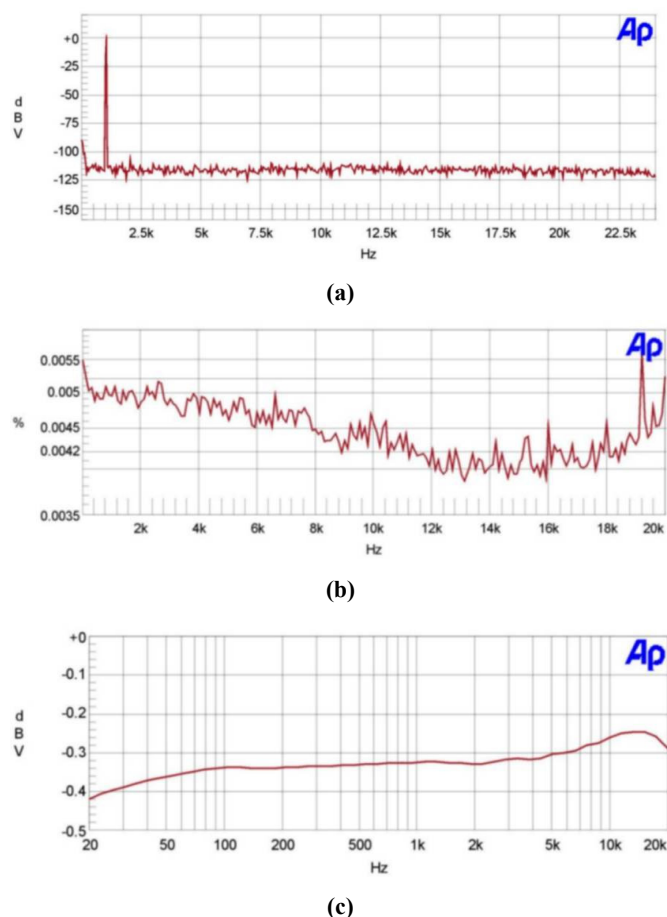 Ap
+0
-25
-50
-75
-100
-125
-150
d
B
V
2.5k 5k 7.5k 10k 12.5k 15k 17.5k 20k 22.5k
Hz
(a)
Ap
0.0055
0.005
0.0045
0.0042
0.0035
%
2k 4k 6k 8k 10k 12k 14k 16k 18k 20k
Hz
(b)
Ap
+0
-0.1
-0.2
-0.3
-0.4
-0.5
d
B
V
20 50 100 200 500 1k 2k 5k 10k 20k
Hz
(c)